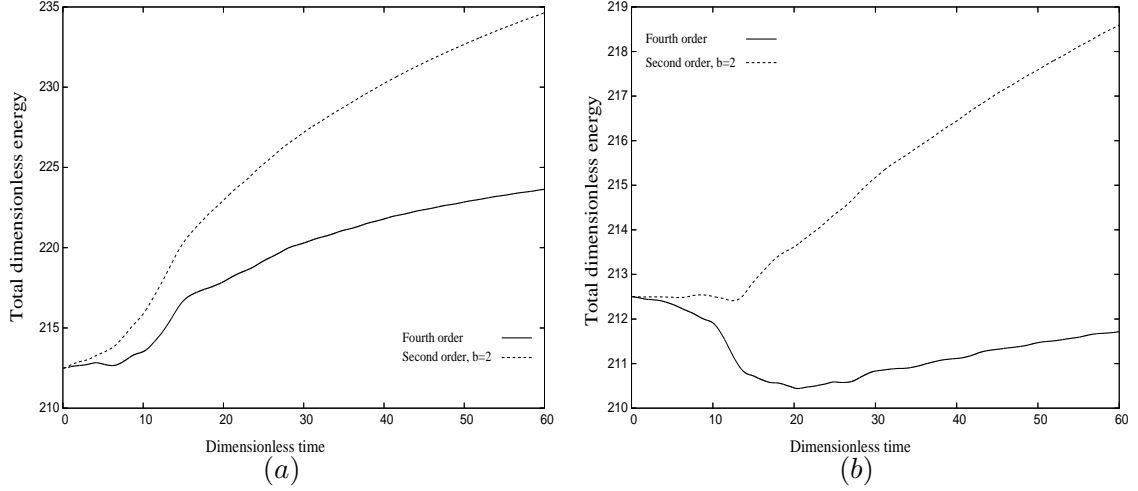 235
230
225
220
215
210
0 10 20 30 40 50 60
Total dimensionless energy
Dimensionless time
Fourth order
Second order, b=2
(a)
219
218
217
216
215
214
213
212
211
210
0 10 20 30 40 50 60
Total dimensionless energy
Dimensionless time
Fourth order
Second order, b=2
(b)